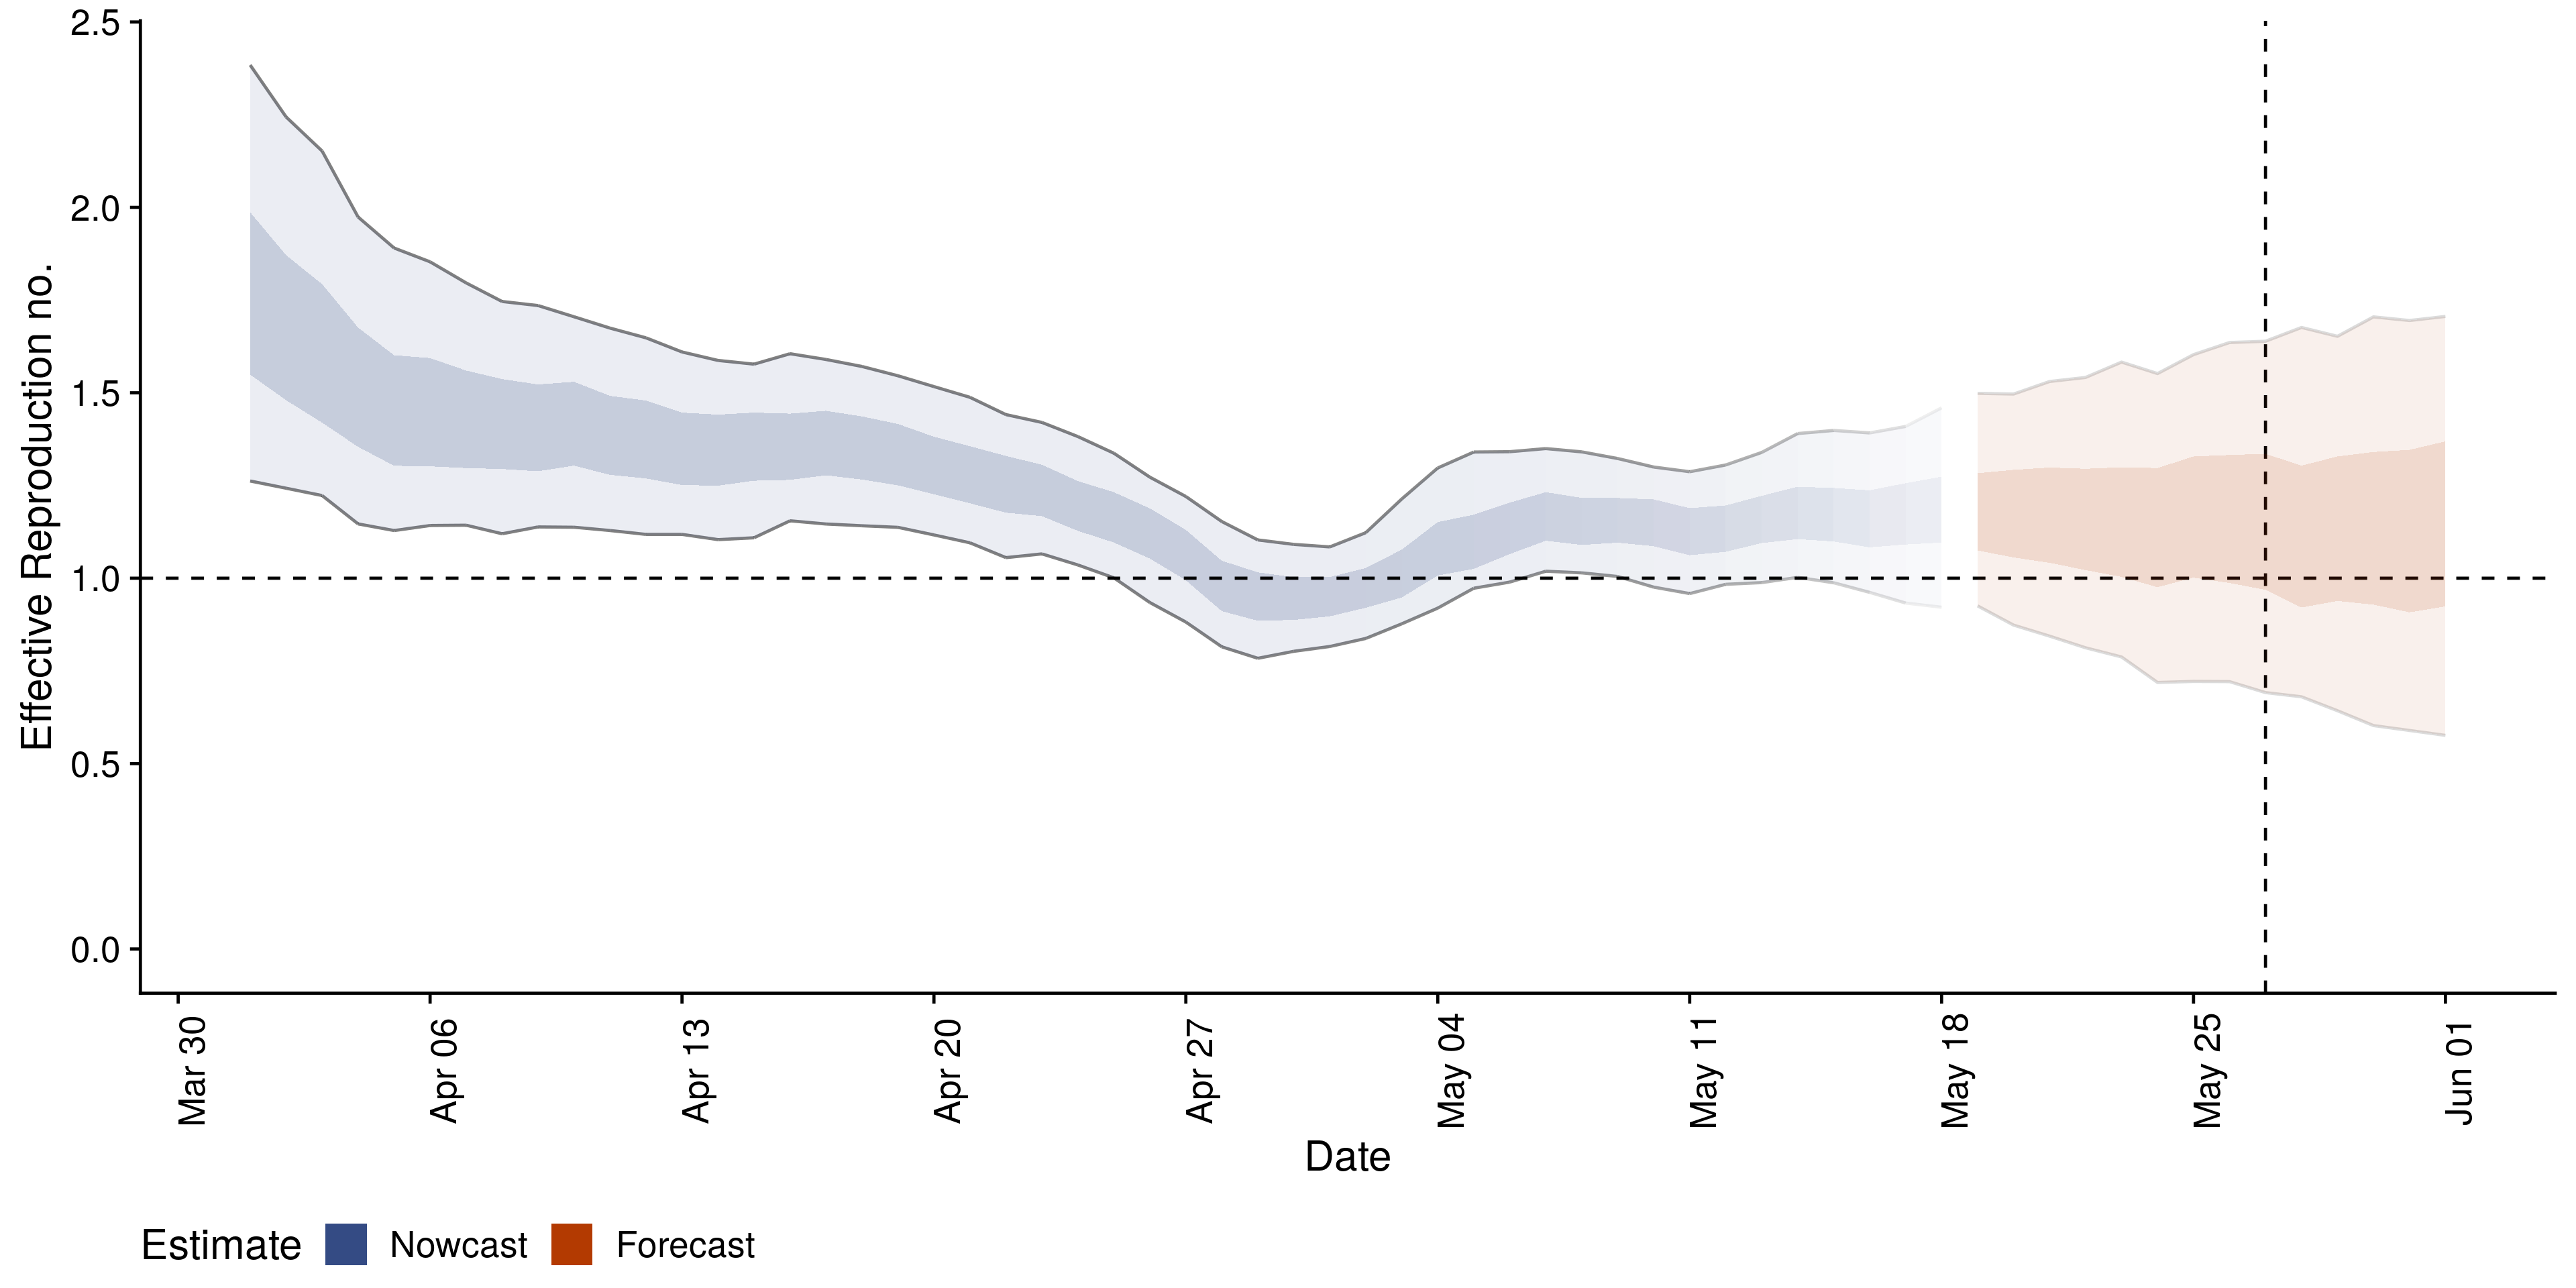 Effective Reproduction no.
2.5
2.0
1.5
1.0
0.5
0.0
Mar 30
Apr 06
Apr 13
Apr 20
Apr 27
May 04
May 11
May 18
May 25
Jun 01
Date
Estimate Nowcast Forecast